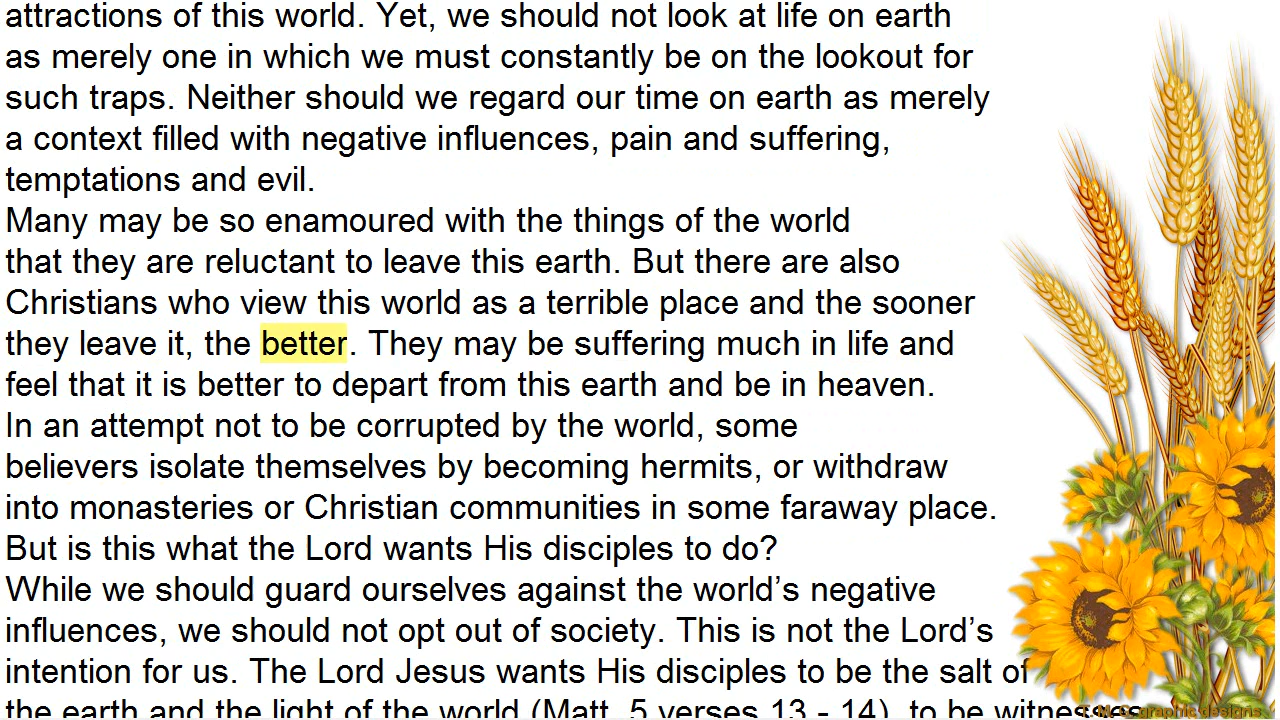 attractions of this world. Yet, we should not look at life on earth
as merely one in which we must constantly be on the lookout for
such traps. Neither should we regard our time on earth as merely
a context filled with negative influences, pain and suffering,
temptations and evil.
Many may be so enamoured with the things of the world
that they are reluctant to leave this earth. But there are also
Christians who view this world as a terrible place and the sooner
they leave it, the better. They may be suffering much in life and
feel that it is better to depart from this earth and be in heaven.
In an attempt not to be corrupted by the world, some
believers isolate themselves by becoming hermits, or withdraw
into monasteries or Christian communities in some faraway place.
But is this what the Lord wants His disciples to do?
While we should guard ourselves against the world’s negative
influences, we should not opt out of society. This is not the Lord’s
intention for us. The Lord Jesus wants His disciples to be the salt of
the earth and the light of the world (Matt. 5 verses 13 - 14), to be witnesses
graphic designs